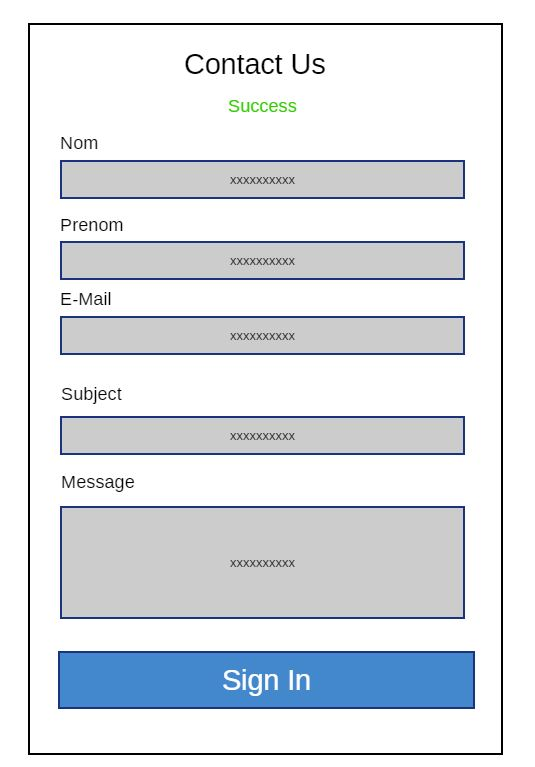 Contact Us
Success
Nom
xxxxxxxxxx
Prenom
xxxxxxxxxx
E-Mail
xxxxxxxxxx
Subject
xxxxxxxxxx
Message
xxxxxxxxxx
Sign In